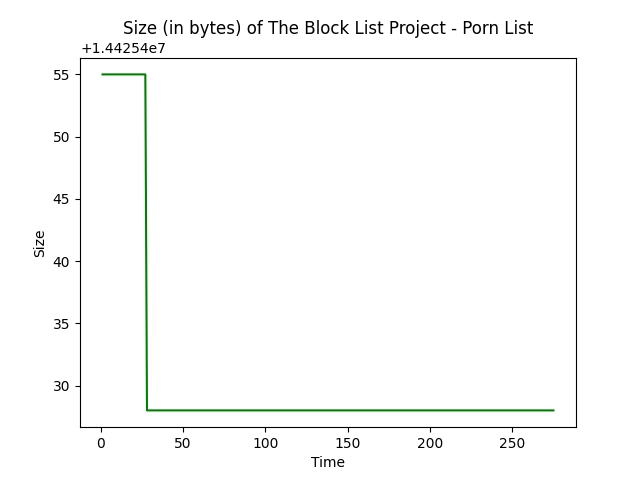 Size (in bytes) of The Block List Project - Porn List
+1.44254e7
55
50
45
40
35
30
Size
0 50 100 150 200 250
Time